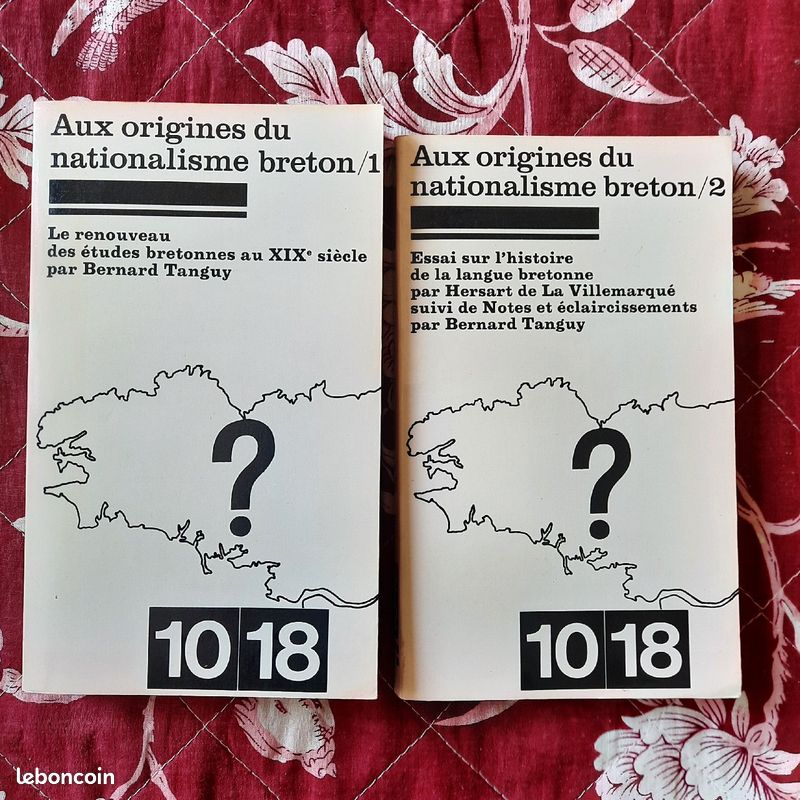 Aux origines du
nationalisme breton/1
Le renouveau
des études bretonnes au XIXe siècle
par Bernard Tanguy
?
10 18
Aux origines du
nationalisme breton/2
Essai sur l'histoire
de la langue bretonne
par Hersart de La Villemarqué
suivi de Notes et éclaircissements
par Bernard Tanguy
?
10 18
leboncoin